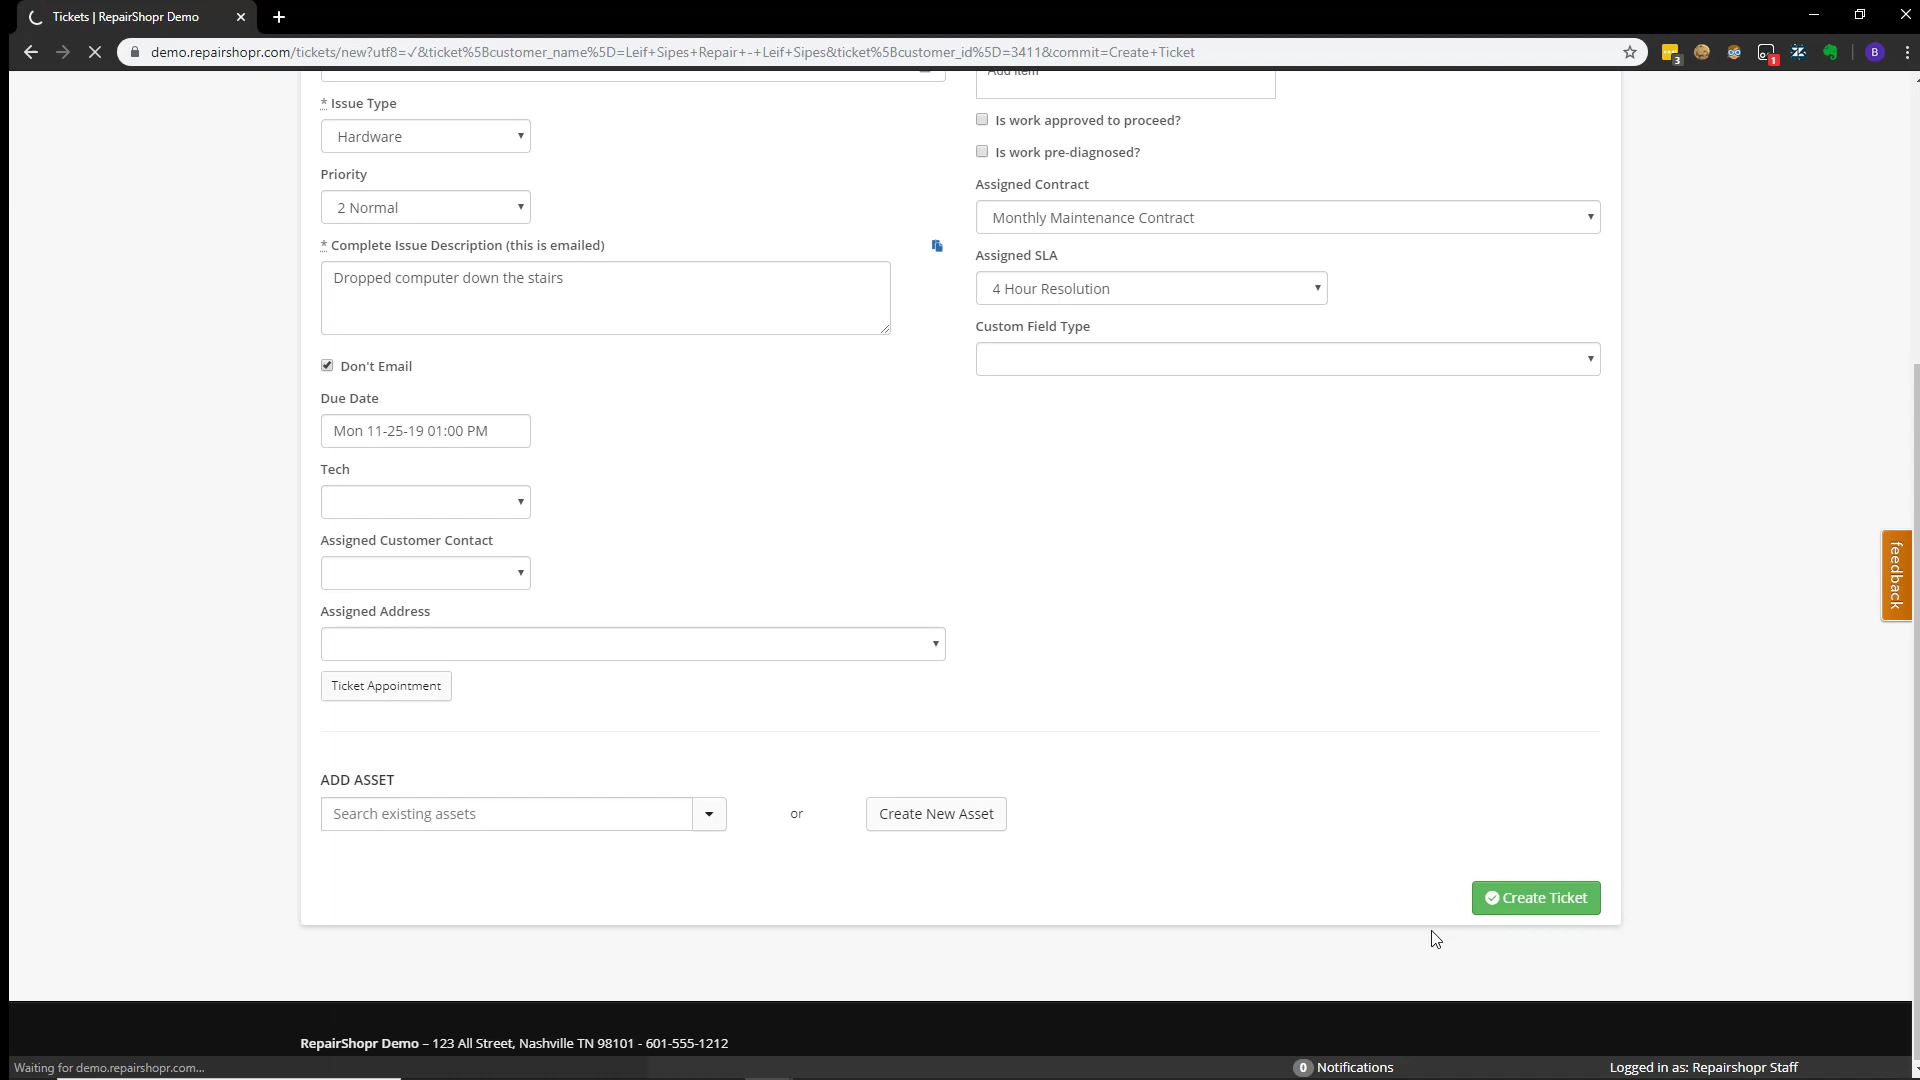 Tickets | RepairShopr Demo
demo.repairshopr.com/tickets/new?utf8=✓&ticket%5Bcustomer_name%5D=Leif+Sipes+Repair+-+Leif+Sipes&ticket%5Bcustomer_id%5D=3411&commit=Create+Ticket
3
1
B
Add item
* Issue Type
Hardware
Is work approved to proceed?
Is work pre-diagnosed?
Priority
2 Normal
Assigned Contract
Monthly Maintenance Contract
* Complete Issue Description (this is emailed)
Dropped computer down the stairs
Assigned SLA
4 Hour Resolution
Custom Field Type
Don't Email
Due Date
Mon 11-25-19 01:00 PM
Tech
Assigned Customer Contact
Assigned Address
Ticket Appointment
feedback
ADD ASSET
Search existing assets
or
Create New Asset
Create Ticket
RepairShopr Demo – 123 All Street, Nashville TN 98101 - 601-555-1212
Waiting for demo.repairshopr.com...
0 Notifications
Logged in as: Repairshopr Staff